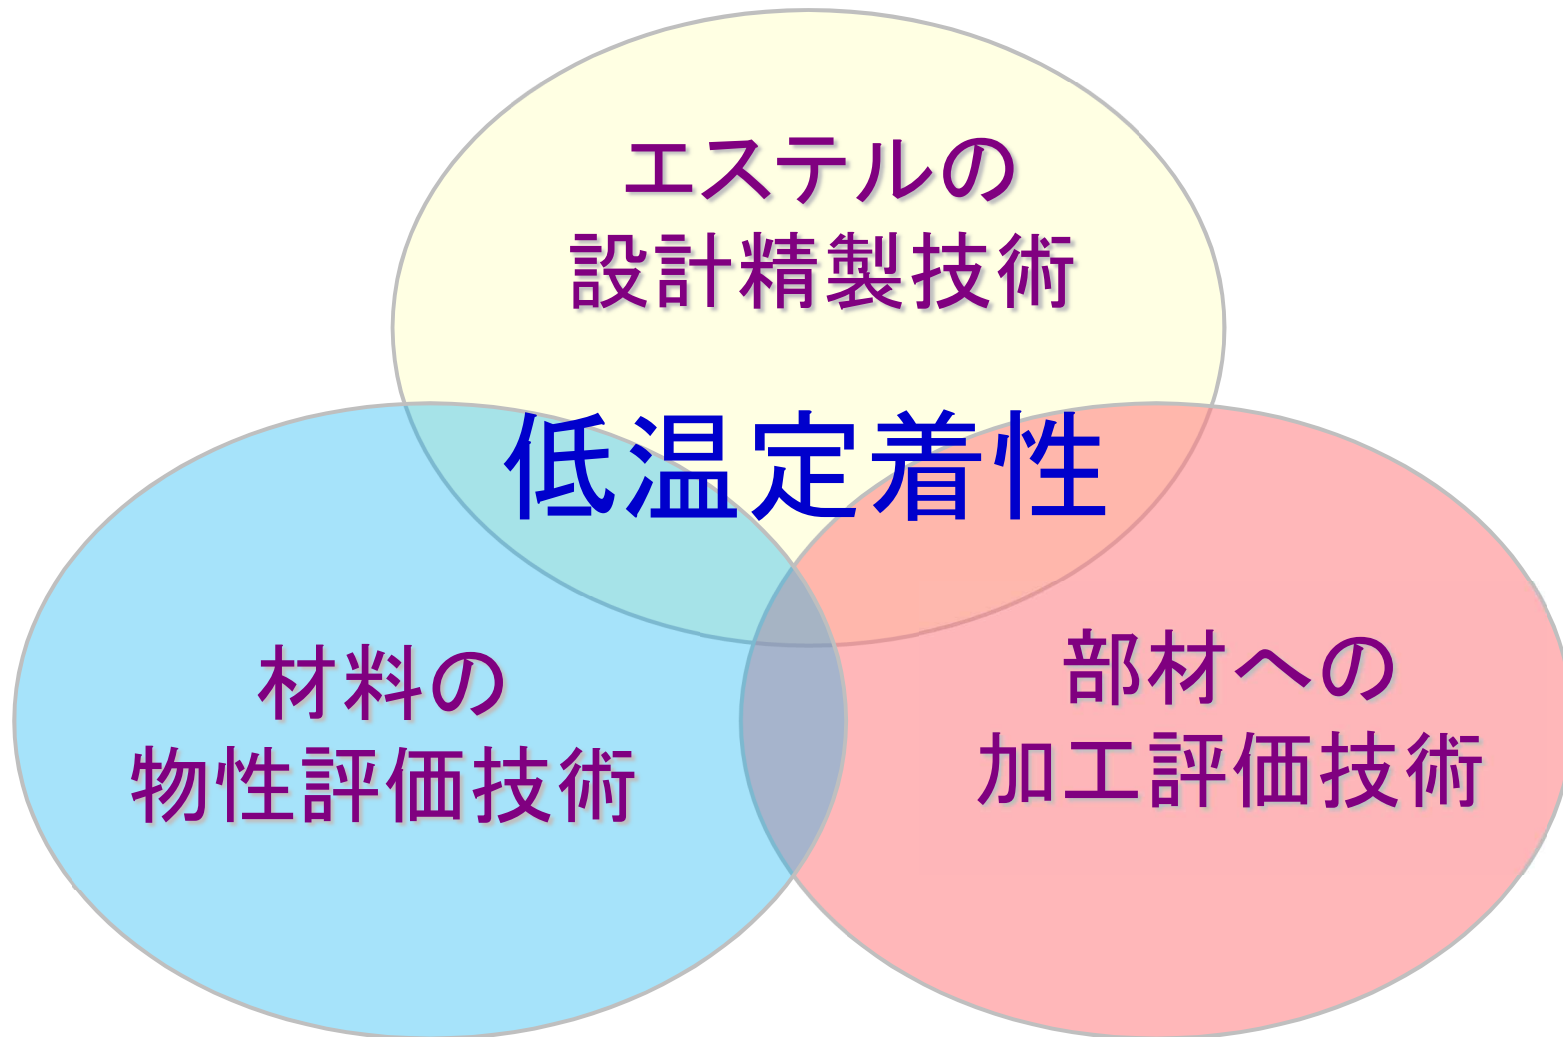 エステルの
設計精製技術
低温定着性
材料の
物性評価技術
部材への
加工評価技術